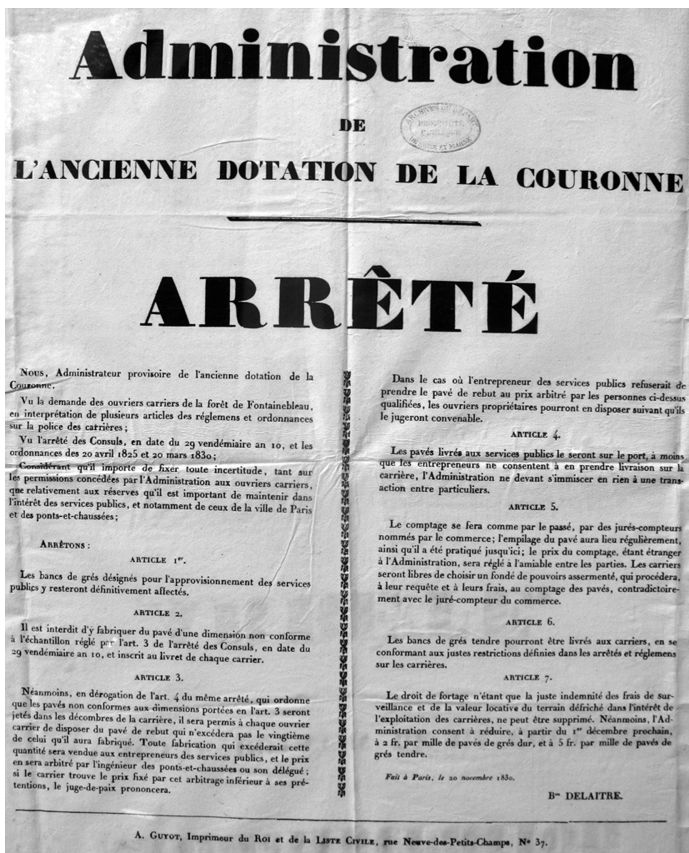 Administration
DE
L'ANCIENNE DOTATION DE LA COURONNE
ARRÊTÉ
Nous, Administrateur provisoire de l'ancienne dotation de la
Couronne,
Vu la demande des ouvriers carriers de la forêt de Fontainebleau,
en interprétation de plusieurs articles des réglemens et ordonnances
sur la police des carrières;
Vu l'arrêté des Consuls, en date du 29 vendémiaire an 10, et les
ordonnances des 20 avril 1825 et 20 mars 1830;
Considérant qu'il importe de fixer toute incertitude, tant sur
les permissions concédées par l'Administration aux ouvriers carriers,
que relativement aux réserves qu'il est important de maintenir dans
l'intérêt des services publics, et notamment de ceux de la ville de Paris
et des ponts-et-chaussées;
Arrêtons :
ARTICLE 1er.
Les bancs de grés désignés pour l'approvisionnement des services
publics y resteront définitivement affectés.
ARTICLE 2.
Il est interdit d'y fabriquer du pavé d'une dimension non conforme
à l'échantillon réglé par l'art. 3 de l'arrêté des Consuls, en date du
29 vendémiaire an 10, et inscrit au livret de chaque carrier.
ARTICLE 3.
Néanmoins, en dérogation de l'art. 4 du même arrêté, qui ordonne
que les pavés non conformes aux dimensions portées en l'art. 3 seront
jetés dans les décombres de la carrière, il sera permis à chaque ouvrier
carrier de disposer du pavé de rebut qui n'excédera pas le vingtième
de celui qu'il aura fabriqué. Toute fabrication qui excéderait cette
quantité sera vendue aux entrepreneurs des services publics, et le prix
en sera arbitré par l'ingénieur des ponts-et-chaussées ou son délégué;
si le carrier trouve le prix fixé par cet arbitrage inférieur à ses pré-
tentions, le juge-de-paix prononcera.
Dans le cas où l'entrepreneur des services publics refuserait de
prendre le pavé de rebut au prix arbitré par les personnes ci-dessus
qualifiées, les ouvriers propriétaires pourront en disposer suivant qu'ils
le jugeront convenable.
ARTICLE 4.
Les pavés livrés aux services publics le seront sur le port, à moins
que les entrepreneurs ne consentent à en prendre livraison sur la
carrière, l'Administration ne devant s'immiscer en rien à une trans-
action entre particuliers.
ARTICLE 5.
Le comptage se fera comme par le passé, par des jurés-compteurs
nommés par le commerce; l'empilage du pavé aura lieu régulièrement,
ainsi qu'il a été pratiqué jusqu'ici; le prix du comptage, étant étranger
à l'Administration, sera réglé à l'amiable entre les parties. Les carriers
seront libres de choisir un fondé de pouvoirs assermenté, qui procédera,
à leur requête et à leurs frais, au comptage des pavés, contradictoire-
ment avec le juré-compteur du commerce.
ARTICLE 6.
Les bancs de grés tendre pourront être livrés aux carriers, en se
conformant aux justes restrictions définies dans les arrêtés et réglemens
sur les carrières.
ARTICLE 7.
Le droit de fortage n'étant que la juste indemnité des frais de sur-
veillance et de la valeur locative du terrain défriché dans l'intérêt de
l'exploitation des carrières, ne peut être supprimé. Néanmoins, l'Ad-
ministration consent à réduire, à partir du 1er décembre prochain,
à 2 fr. par mille de pavés de grés dur, et à 5 fr. par mille de pavés de
grés tendre.
Fait à Paris, le 20 novembre 1830.
Bon DELAITRE.
A. Guyot, Imprimeur du Roi et de la Liste Civile, rue Neuve-des-Petits-Champs, No 37.